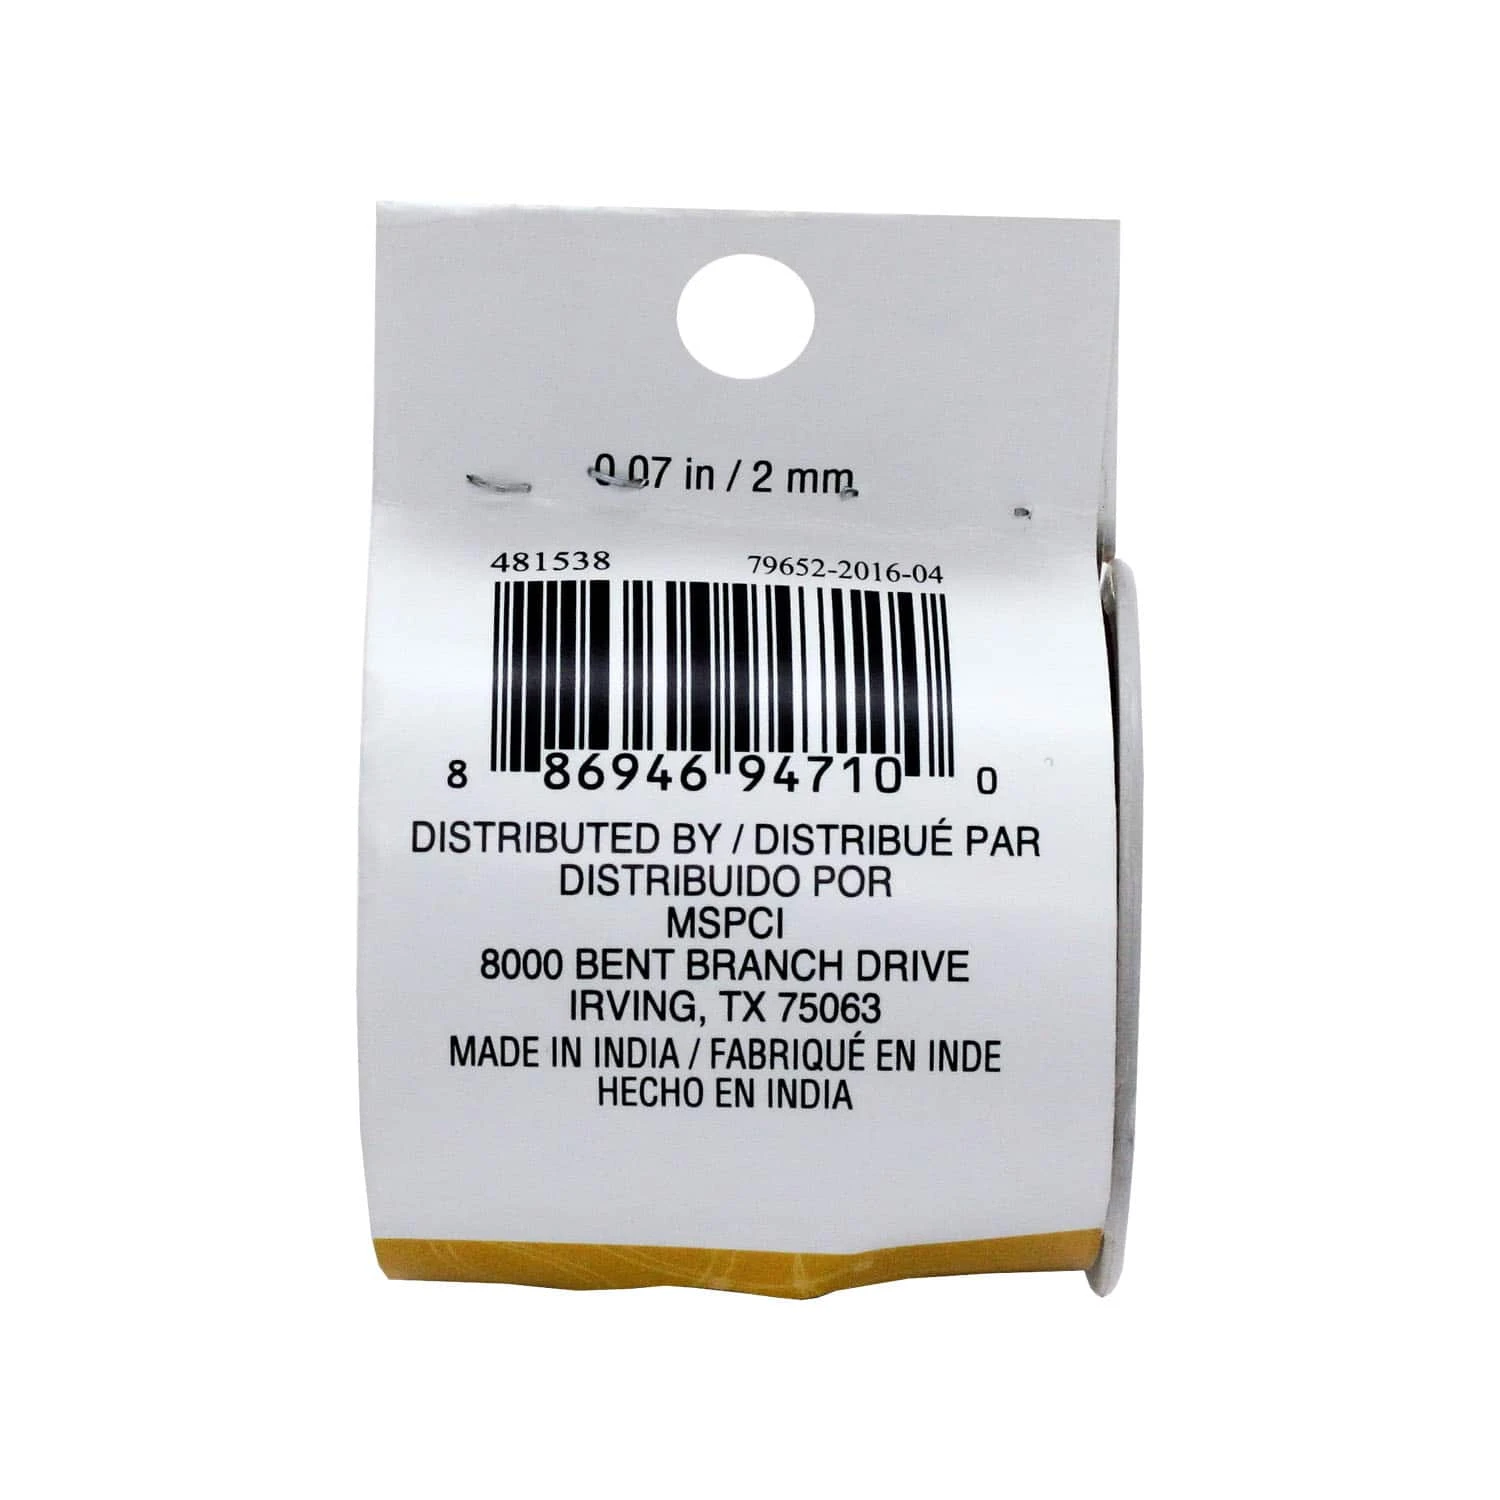 0.07 in / 2 mm
481538 79652-2016-04
8 86946 94710 0
DISTRIBUTED BY / DISTRIBUÉ PAR
DISTRIBUIDO POR
MSPCI
8000 BENT BRANCH DRIVE
IRVING, TX 75063
MADE IN INDIA / FABRIQUÉ EN INDE
HECHO EN INDIA